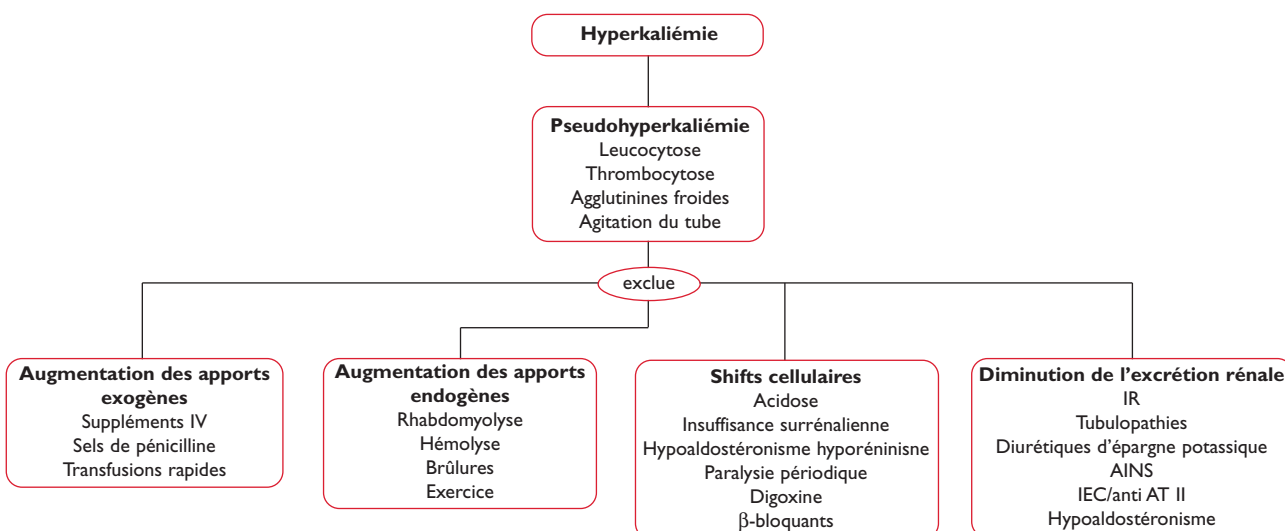 Hyperkaliémie
Pseudohyperkaliémie
Leucocytose
Thrombocytose
Agglutinines froides
Agitation du tube
exclue
Augmentation des apports
exogènes
Suppléments IV
Sels de pénicilline
Transfusions rapides
Augmentation des apports
endogènes
Rhabdomyolyse
Hémolyse
Brûlures
Exercice
Shifts cellulaires
Acidose
Insuffisance surrénalienne
Hypoaldostéronisme hyporéninisne
Paralysie périodique
Digoxine
β-bloquants
Diminution de l'excrétion rénale
IR
Tubulopathies
Diurétiques d'épargne potassique
AINS
IEC/anti AT II
Hypoaldostéronisme